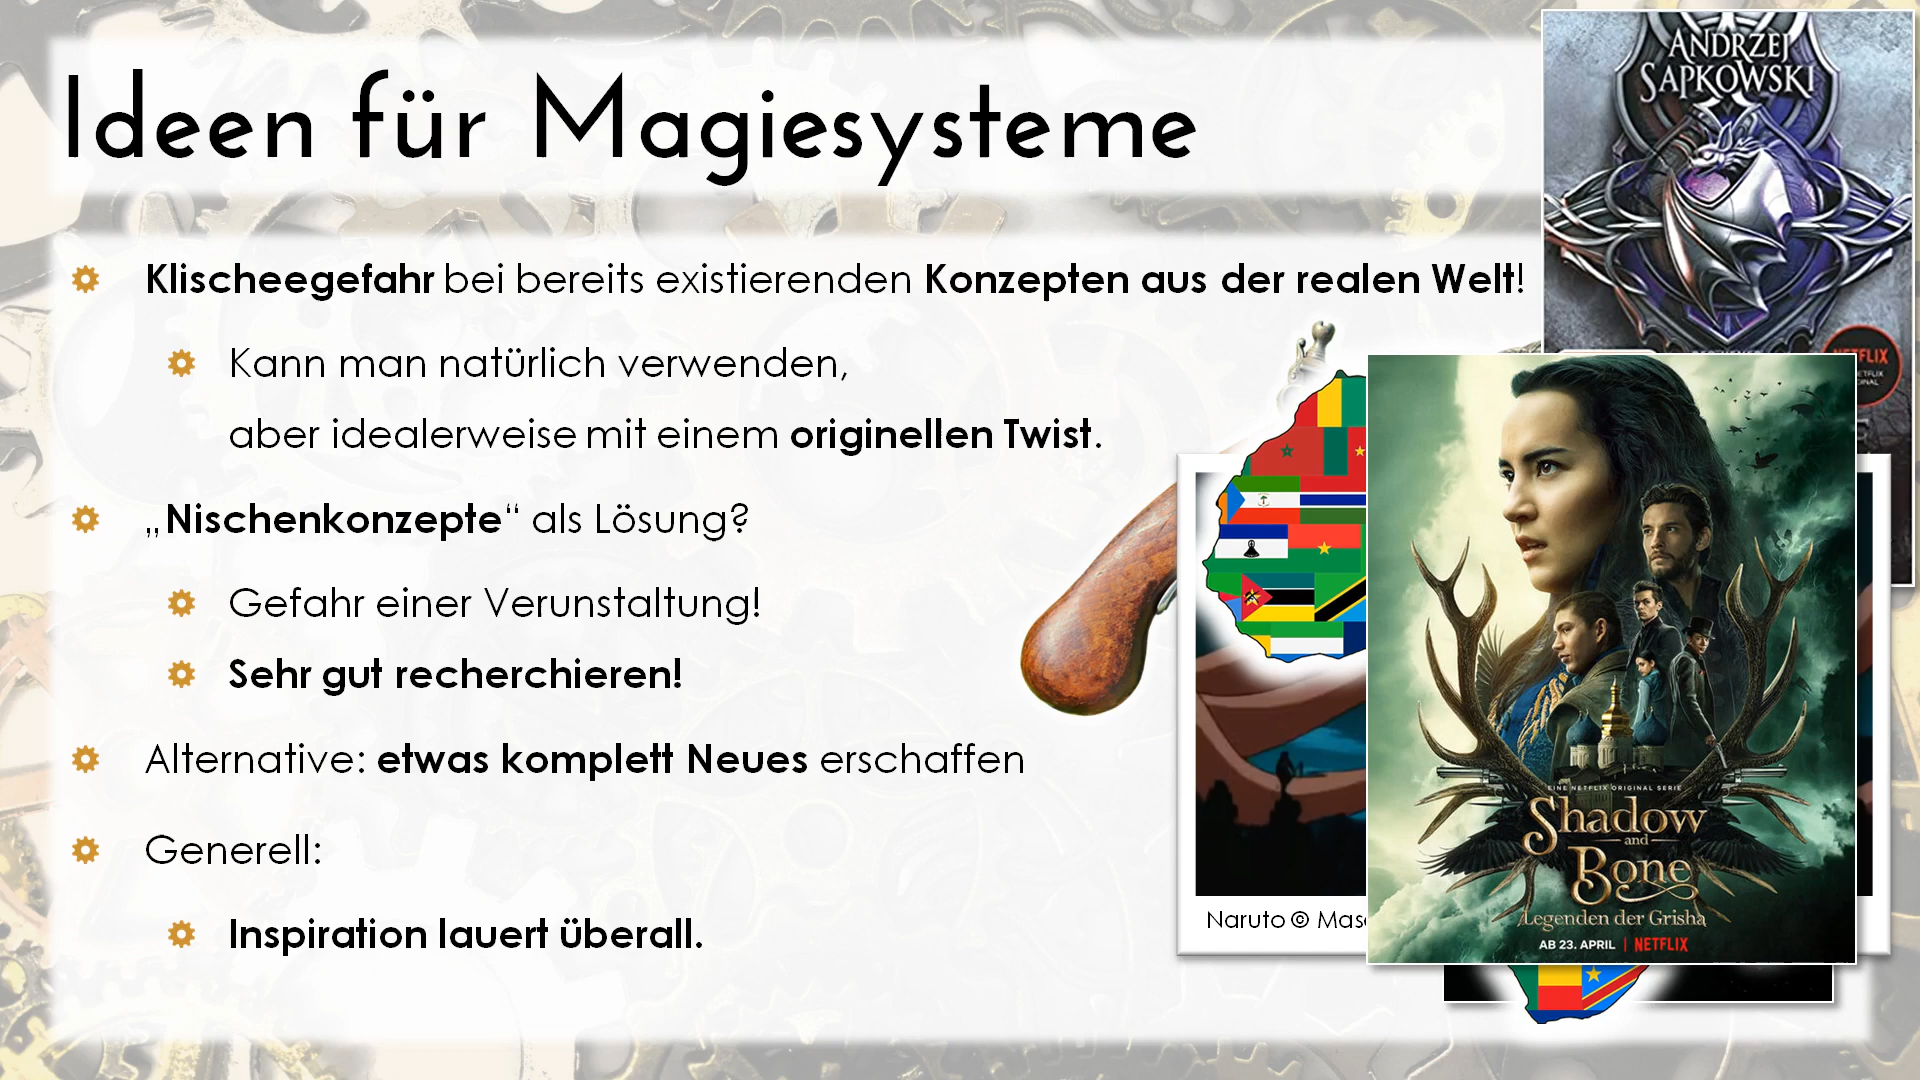 Ideen für Magiesysteme
Klischeegefahr bei bereits existierenden Konzepten aus der realen Welt!
Kann man natürlich verwenden,
aber idealerweise mit einem originellen Twist.
„Nischenkonzepte“ als Lösung?
Gefahr einer Verunstaltung!
Sehr gut recherchieren!
Alternative: etwas komplett Neues erschaffen
Generell:
Inspiration lauert überall.
ANDRZEJ
SAPKOWSKI
NETFLIX
Naruto ©
EINE NETFLIX ORIGINAL SERIE
Shadow
and
Bone
Legenden der Grisha
AB 23. APRIL | NETFLIX